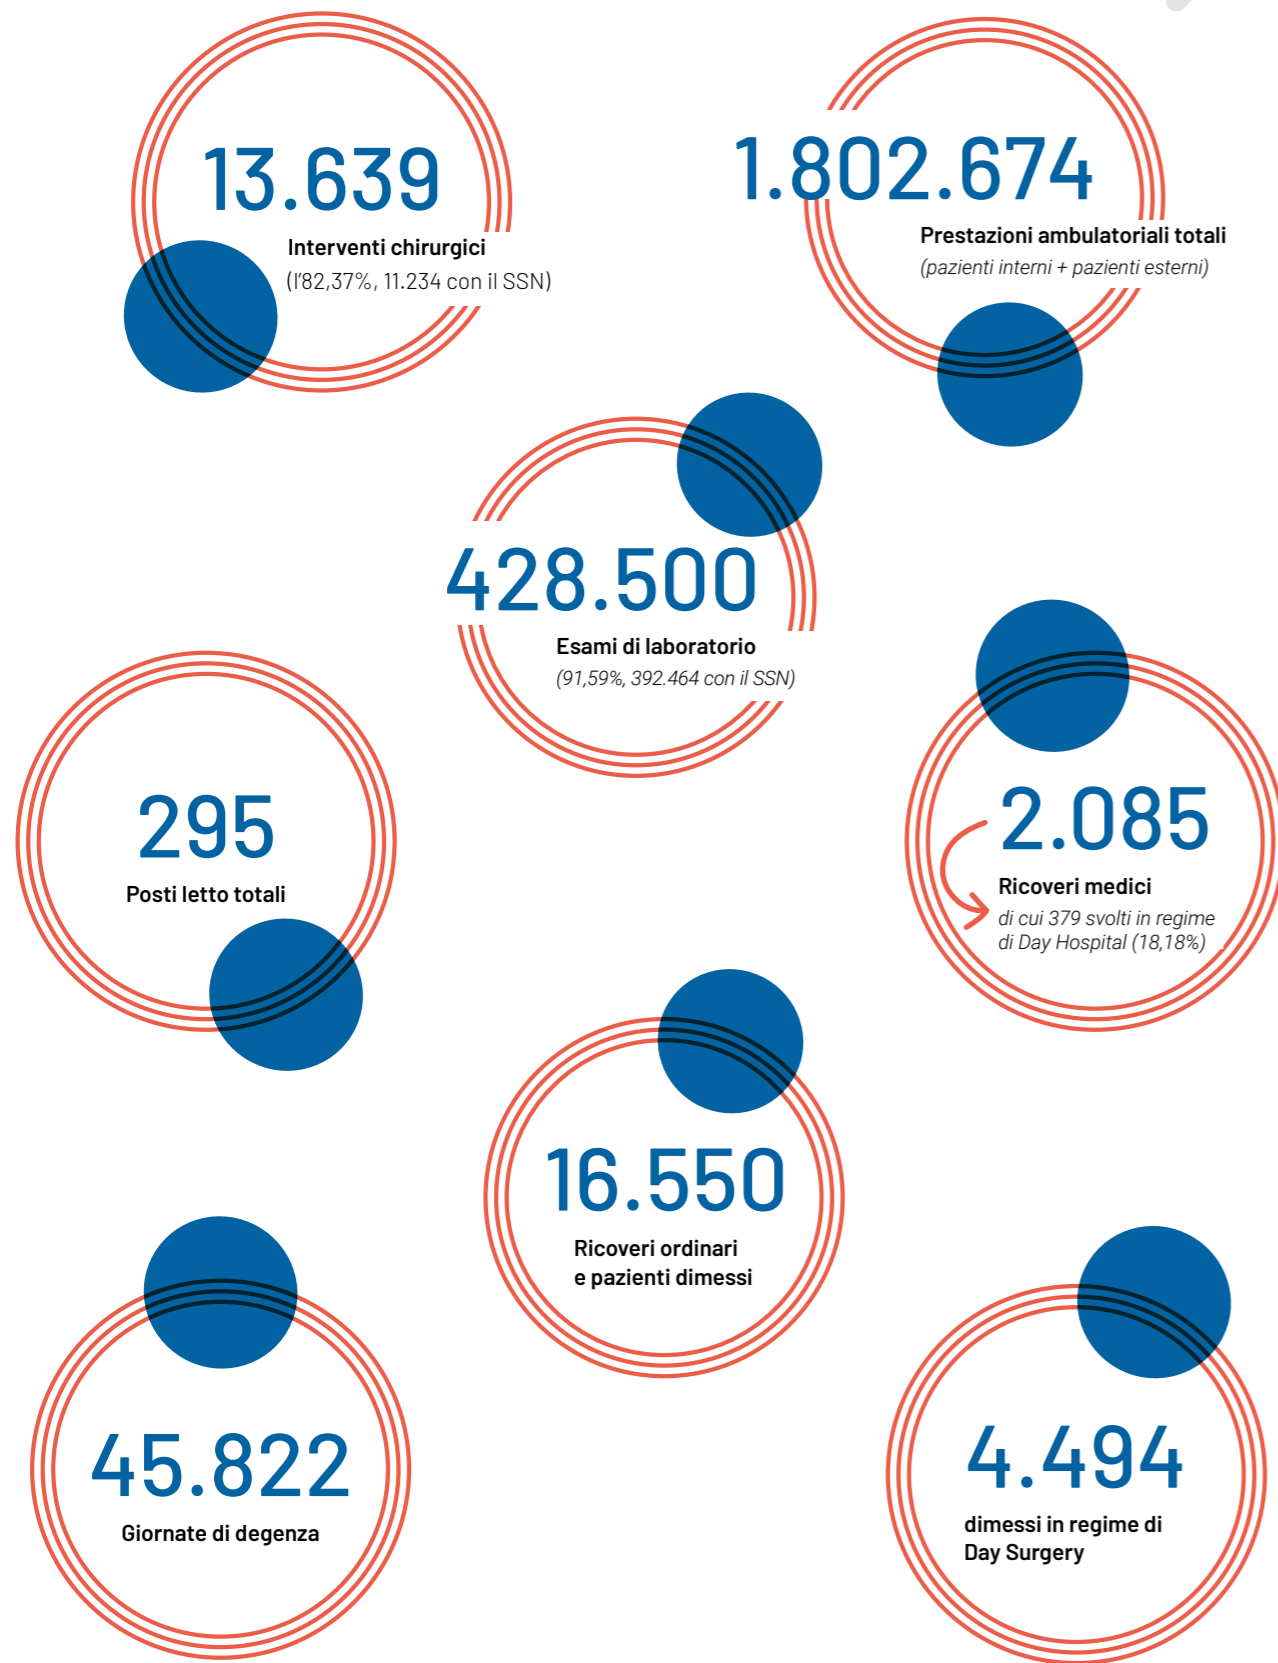 13.639
Interventi chirurgici
(l'82,37%, 11.234 con il SSN)
1.802.674
Prestazioni ambulatoriali totali
(pazienti interni + pazienti esterni)
428.500
Esami di laboratorio
(91,59%, 392.464 con il SSN)
295
Posti letto totali
2.085
Ricoveri medici
di cui 379 svolti in regime
di Day Hospital (18,18%)
16.550
Ricoveri ordinari
e pazienti dimessi
45.822
Giornate di degenza
4.494
dimessi in regime di
Day Surgery